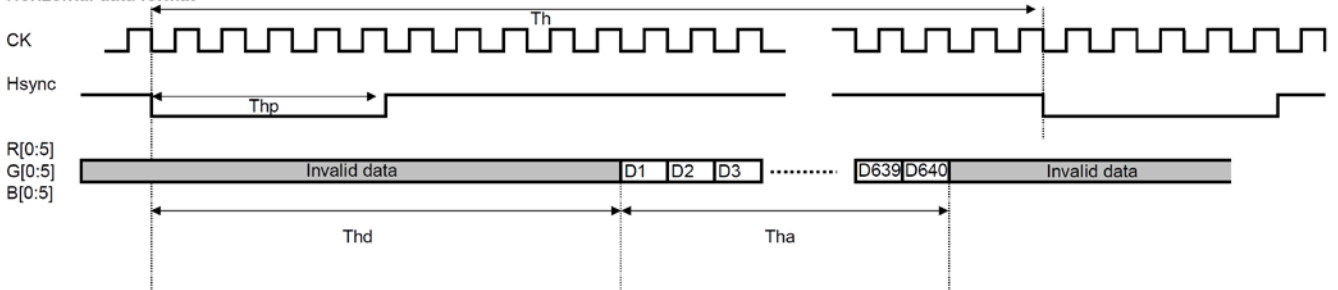 Th
CK
Hsync
Thp
R[0:5]
G[0:5]
B[0:5]
Invalid data
D1
D2
D3
D639
D640
Invalid data
Thd
Tha